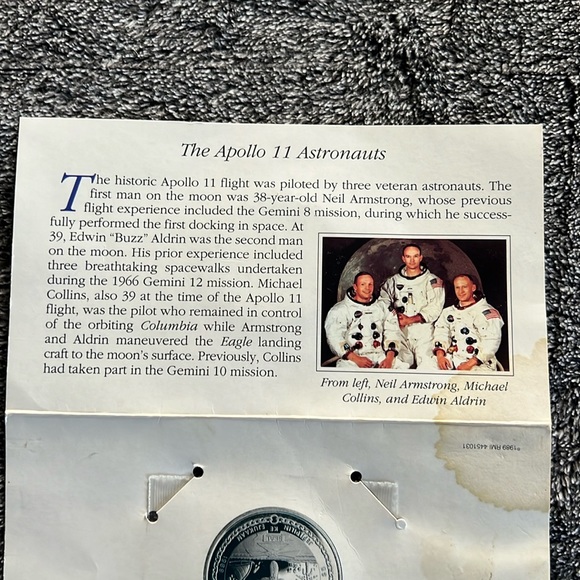 The Apollo 11 Astronauts
The historic Apollo 11 flight was piloted by three veteran astronauts. The
first man on the moon was 38-year-old Neil Armstrong, whose previous
flight experience included the Gemini 8 mission, during which he success-
fully performed the first docking in space. At
39, Edwin “Buzz” Aldrin was the second man
on the moon. His prior experience included
three breathtaking spacewalks undertaken
during the 1966 Gemini 12 mission. Michael
Collins, also 39 at the time of the Apollo 11
flight, was the pilot who remained in control
of the orbiting Columbia while Armstrong
and Aldrin maneuvered the Eagle landing
craft to the moon's surface. Previously, Collins
had taken part in the Gemini 10 mission.
From left, Neil Armstrong, Michael
Collins, and Edwin Aldrin
*1989 RMI 4451031